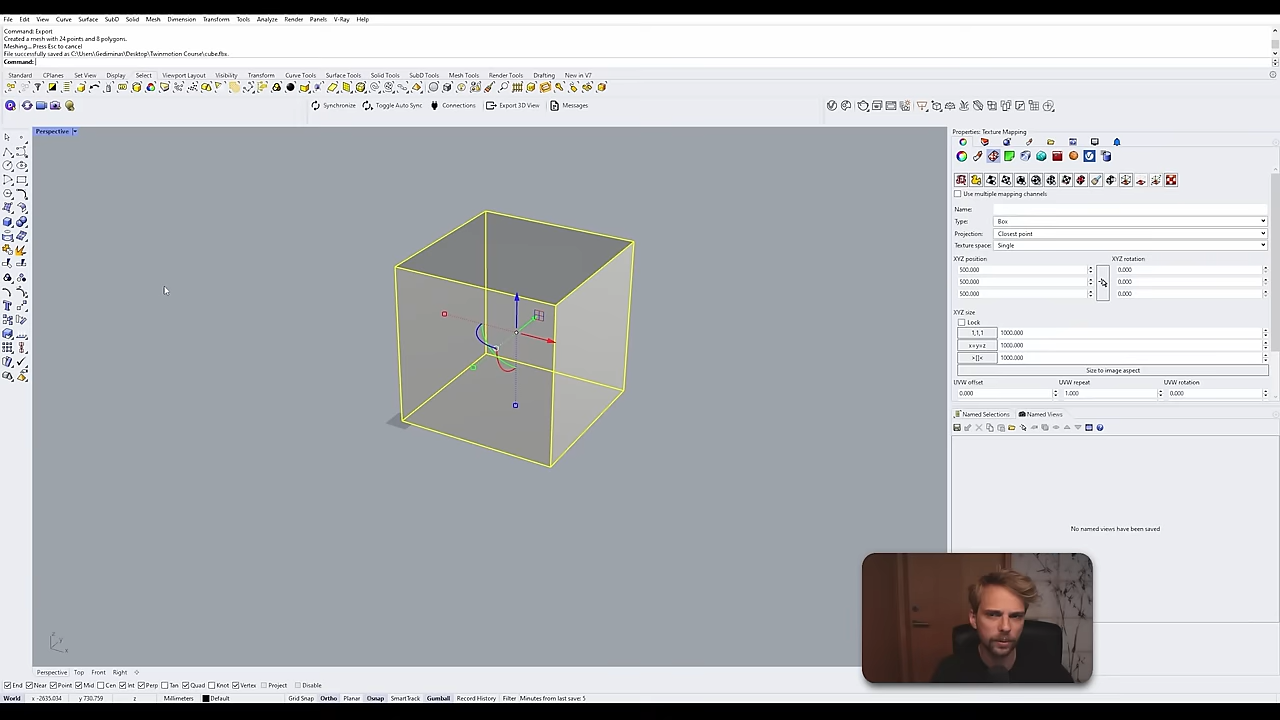 File Edit View Curve Surface SubD Solid Mesh Dimension Transform Tools Analyze Render Panels V-Ray Help
Command: Export
Created a mesh with 24 points and 8 polygons.
Meshing... Press Esc to cancel
File successfully saved as C:\Users\Gediminas\Desktop\Twinmotion Course\cube.fbx.
Command:
Standard CPlanes Set View Display Select Viewport Layout Visibility Transform Curve Tools Surface Tools Solid Tools SubD Tools Mesh Tools Render Tools Drafting New in V7
Synchronize Toggle Auto Sync Connections Export 3D View Messages
Perspective
Properties: Texture Mapping
Use multiple mapping channels
Name:
Type: Box
Projection: Closest point
Texture space: Single
XYZ position XYZ rotation
500.000 0.000
500.000 0.000
500.000 0.000
XYZ size
Lock
1,1,1 1000.000
x=y=z 1000.000
>[]< 1000.000
Size to image aspect
UVW offset UVW repeat UVW rotation
0.000 1.000 0.000
Named Selections Named Views
No named views have been saved
z y x
Perspective Top Front Right
End Near Point Mid Cen Int Perp Tan Quad Knot Vertex Project Disable
World x -2635.034 y 730.759 z Millimeters Default Grid Snap Ortho Planar Osnap SmartTrack Gumball Record History Filter Minutes from last save: 5